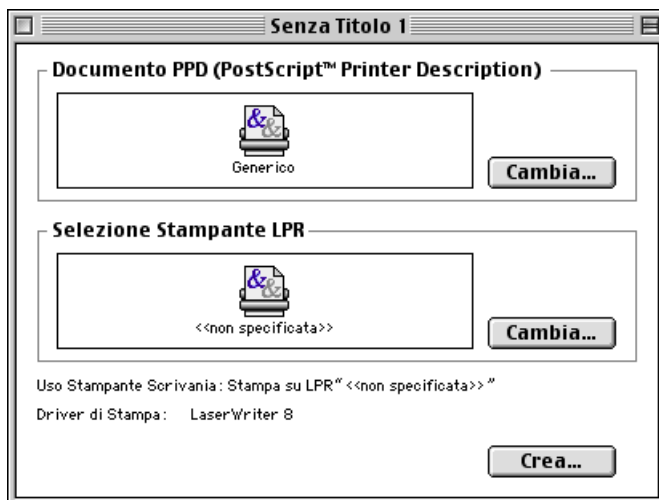 Senza Titolo 1
Documento PPD (PostScript™ Printer Description)
&&
Generico
Cambia...
Selezione Stampante LPR
&&
<<non specificata>>
Cambia...
Uso Stampante Scrivania: Stampa su LPR“ <<non specificata>> ”
Driver di Stampa: LaserWriter 8
Crea...